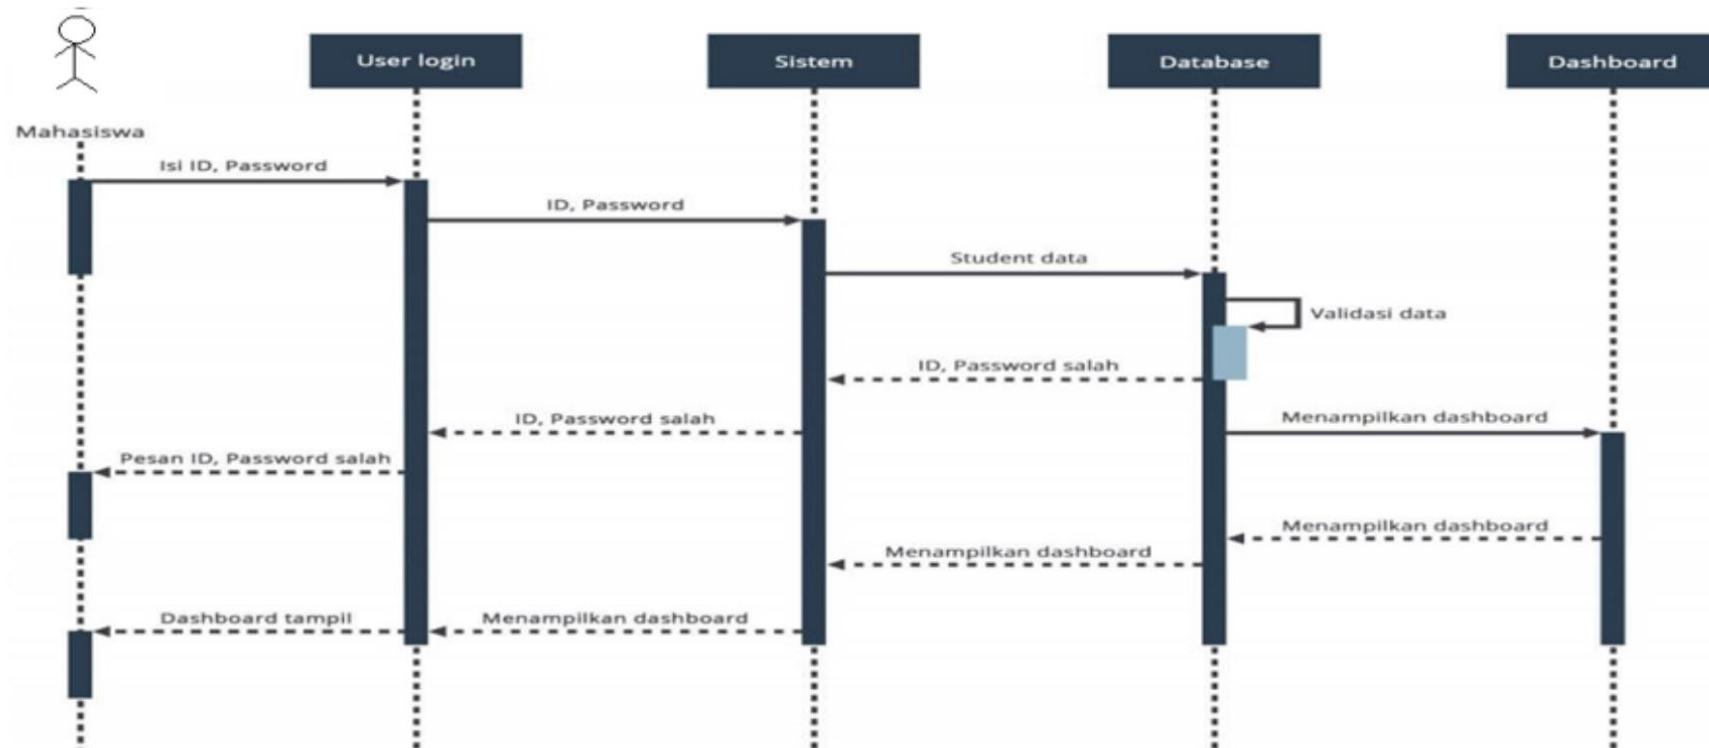 User login
Sistem
Database
Dashboard
Mahasiswa
Isi ID, Password
ID, Password
Student data
Validasi data
ID, Password salah
ID, Password salah
Menampilkan dashboard
Pesan ID, Password salah
Menampilkan dashboard
Menampilkan dashboard
Dashboard tampil
Menampilkan dashboard